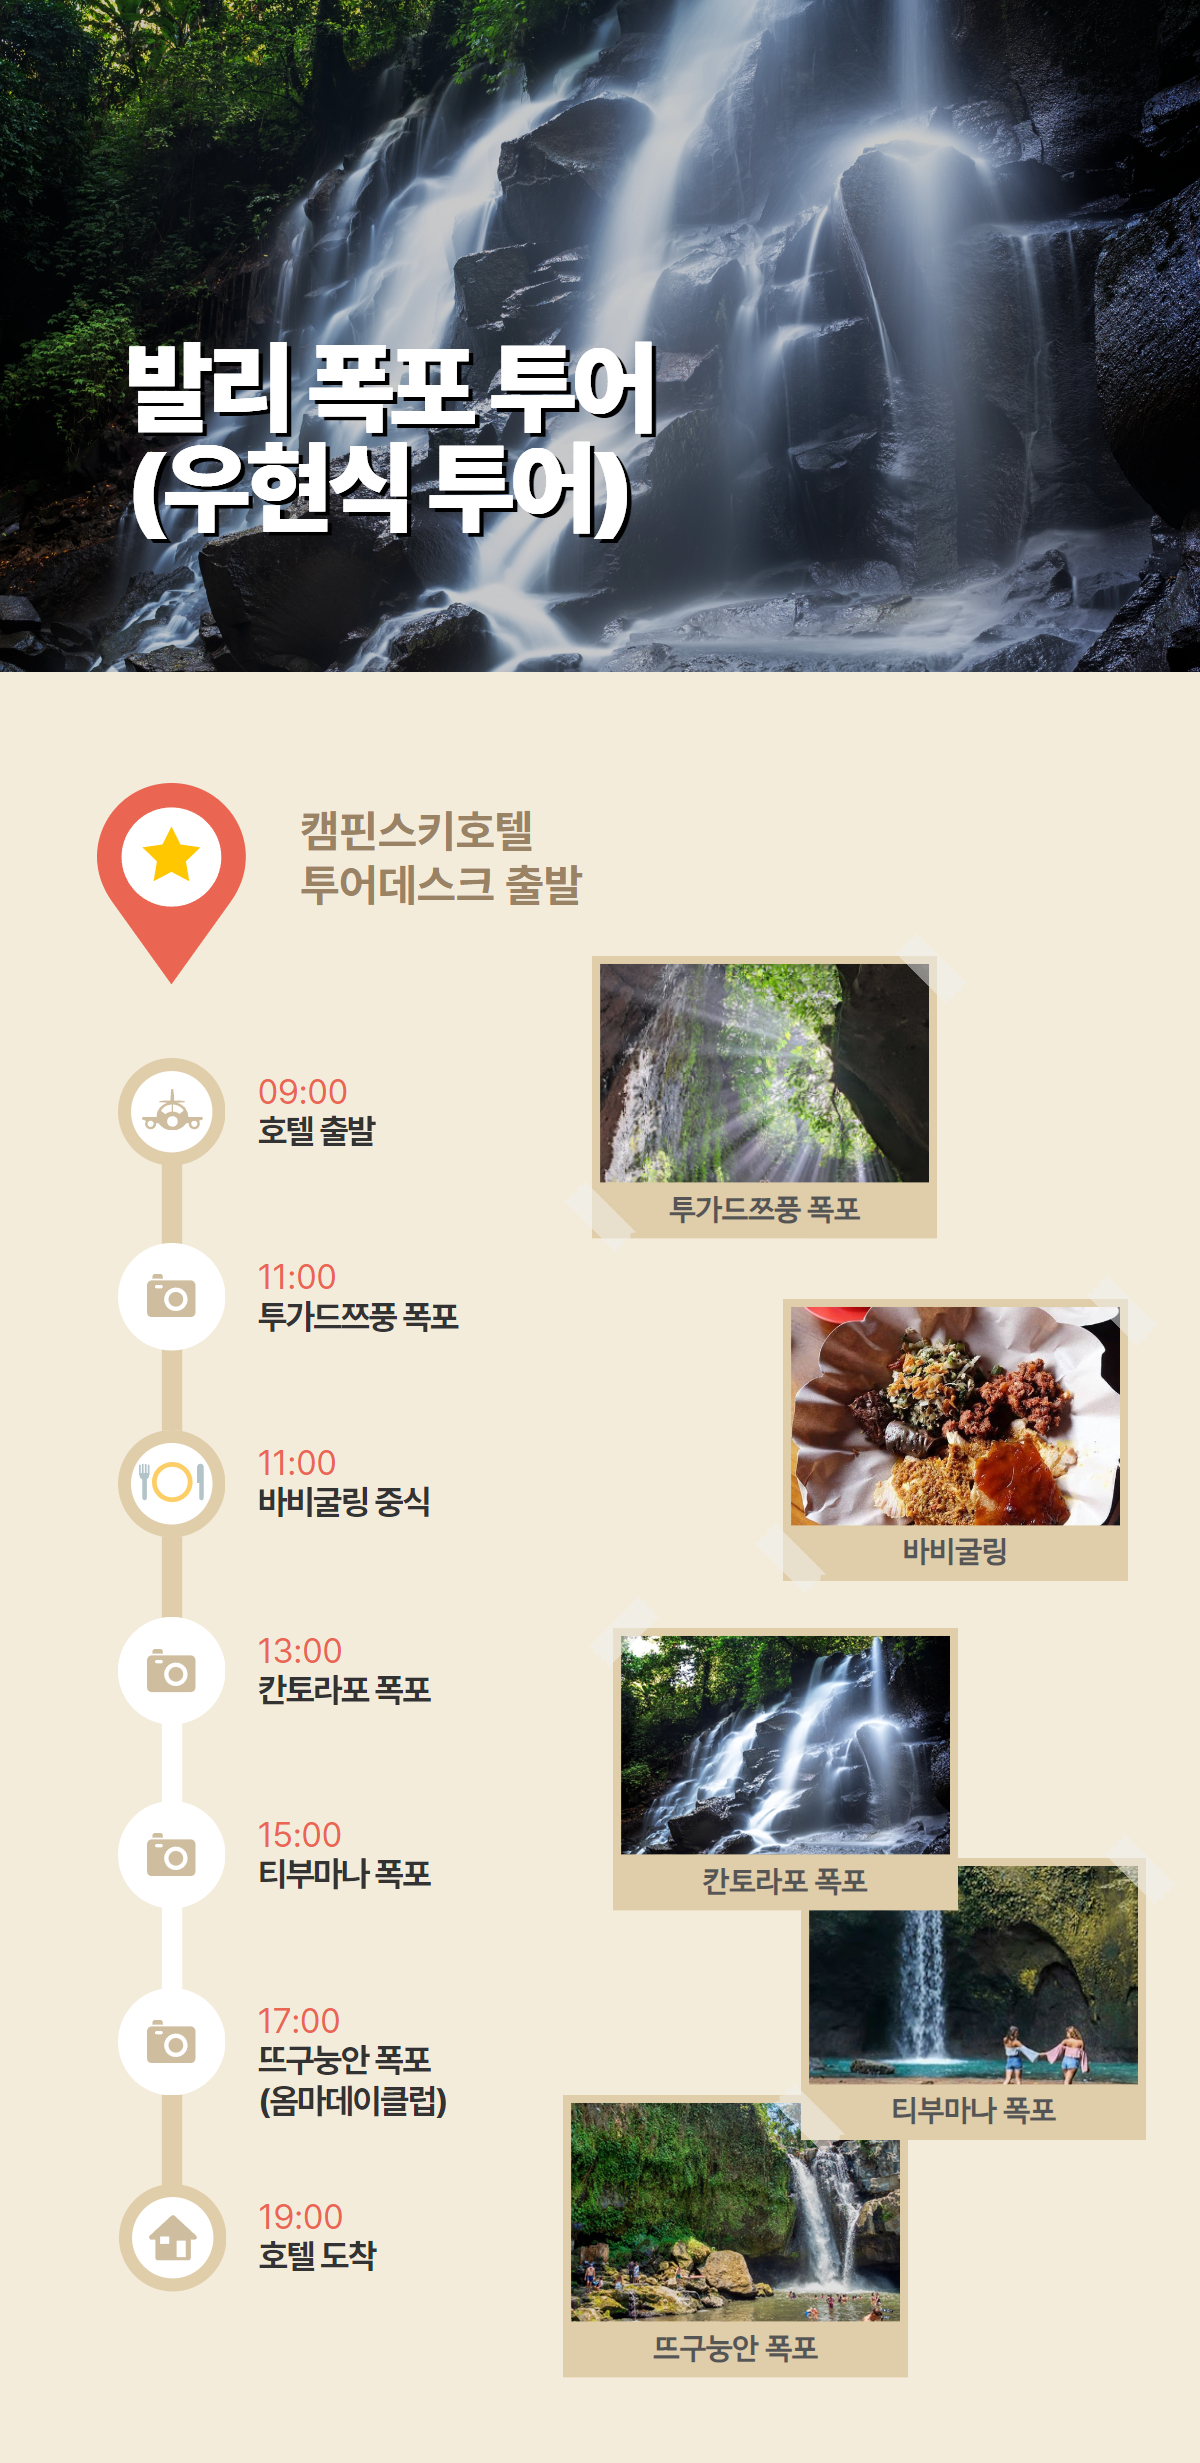 발리 폭포 투어
(우현식 투어)
캠핀스키호텔
투어데스크 출발
09:00
호텔 출발
11:00
투가드쯔풍 폭포
11:00
바비굴링 중식
13:00
칸토라포 폭포
15:00
티부마나 폭포
17:00
뜨구눙안 폭포
(옴마데이클럽)
19:00
호텔 도착
투가드쯔풍 폭포
바비굴링
칸토라포 폭포
티부마나 폭포
뜨구눙안 폭포